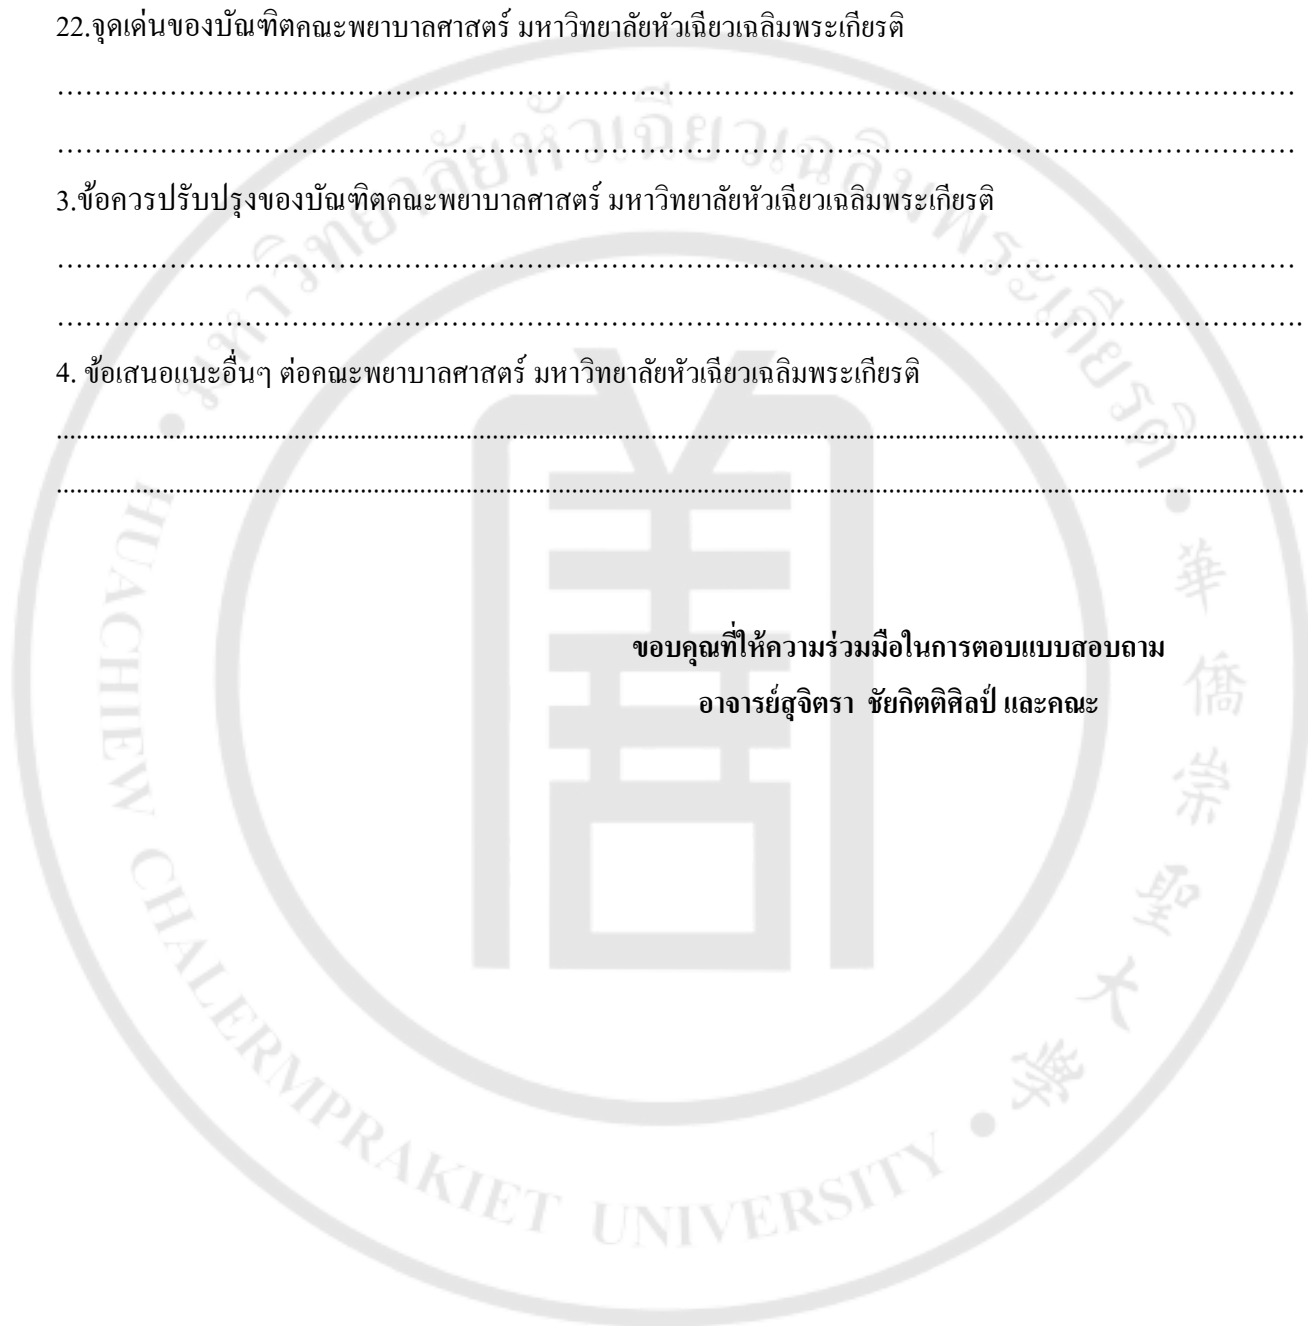 22.จุดเด่นของบัณฑิตคณะพยาบาลศาสตร์ มหาวิทยาลัยหัวเฉียวเฉลิมพระเกียรติ
……………………………………………………………………………………………………………………
……………………………………………………………………………………………………………………
3.ข้อควรปรับปรุงของบัณฑิตคณะพยาบาลศาสตร์ มหาวิทยาลัยหัวเฉียวเฉลิมพระเกียรติ
……………………………………………………………………………………………………………………
…………………………………………………………………………………………………………………….
4. ข้อเสนอแนะอื่นๆ ต่อคณะพยาบาลศาสตร์ มหาวิทยาลัยหัวเฉียวเฉลิมพระเกียรติ
....................................................................................................................................................................................
....................................................................................................................................................................................
ขอบคุณที่ให้ความร่วมมือในการตอบแบบสอบถาม
อาจารย์สุจิตรา ชัยกิตติศิลป์ และคณะ
มหาวิทยาลัยหัวเฉียวเฉลิมพระเกียรติ
華僑崇聖大學
HUACHIEW CHALERMPRAKIET UNIVERSITY